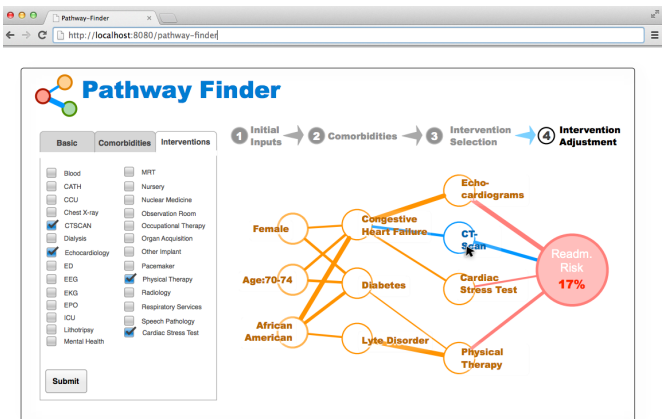 Pathway-Finder
http://localhost:8080/pathway-finder
Pathway Finder
Basic
Comorbidities
Interventions
1 Initial Inputs
2 Comorbidities
3 Intervention Selection
4 Intervention Adjustment
Blood
CATH
CCU
Chest X-ray
CTSCAN
Dialysis
Echocardiology
ED
EEG
EKG
EPO
ICU
Lithotripsy
Mental Health
MRT
Nursery
Nuclear Medicine
Observation Room
Occupational Therapy
Organ Acquisition
Other Implant
Pacemaker
Physical Therapy
Radiology
Respiratory Services
Speech Pathology
Cardiac Stress Test
Submit
Female
Age:70-74
African
American
Congestive
Heart Failure
Diabetes
Lyte Disorder
Echo-
cardiograms
CT-
Scan
Cardiac
Stress Test
Physical
Therapy
Readm.
Risk
17%